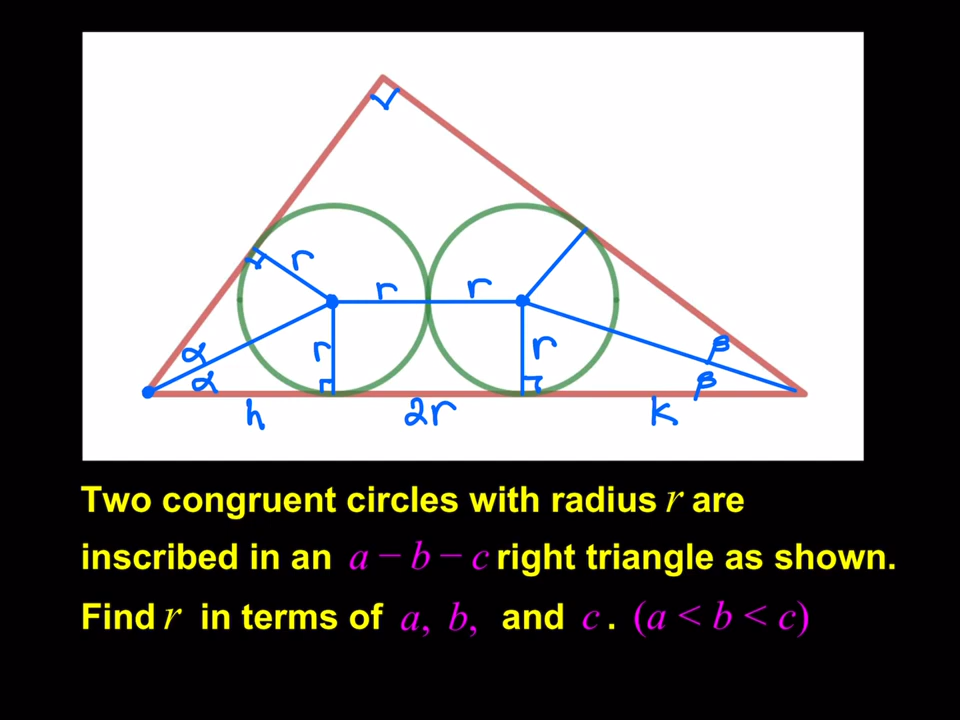 r
r
r
α
r
r
β
α
β
h
2r
k
Two congruent circles with radius r are
inscribed in an a − b − c right triangle as shown.
Find r in terms of a, b, and c. (a < b < c)